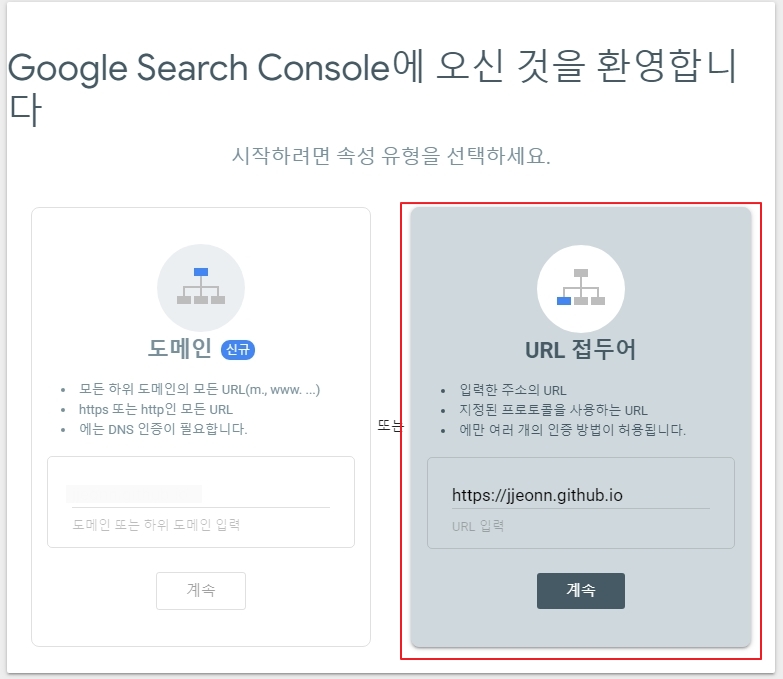 Google Search Console에 오신 것을 환영합니
다
시작하려면 속성 유형을 선택하세요.
도메인 신규
• 모든 하위 도메인의 모든 URL(m., www. ...)
• https 또는 http인 모든 URL
• 에는 DNS 인증이 필요합니다.
도메인 또는 하위 도메인 입력
계속
또는
URL 접두어
• 입력한 주소의 URL
• 지정된 프로토콜을 사용하는 URL
• 에만 여러 개의 인증 방법이 허용됩니다.
https://jjeonn.github.io
URL 입력
계속